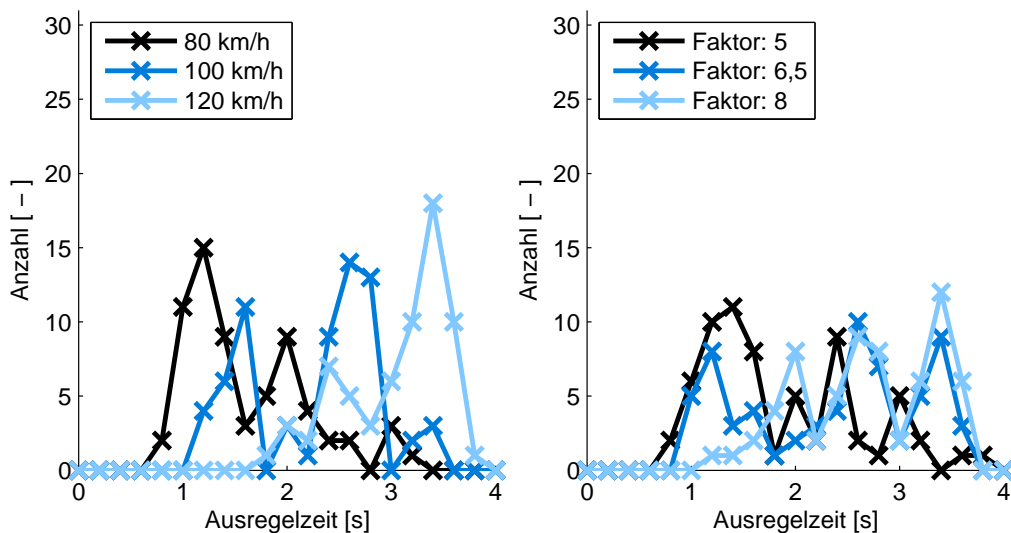 80 km/h
100 km/h
120 km/h
30
25
20
15
10
5
0
Anzahl [ − ]
0 1 2 3 4
Ausregelzeit [s]
Faktor: 5
Faktor: 6,5
Faktor: 8
30
25
20
15
10
5
0
Anzahl [ − ]
0 1 2 3 4
Ausregelzeit [s]